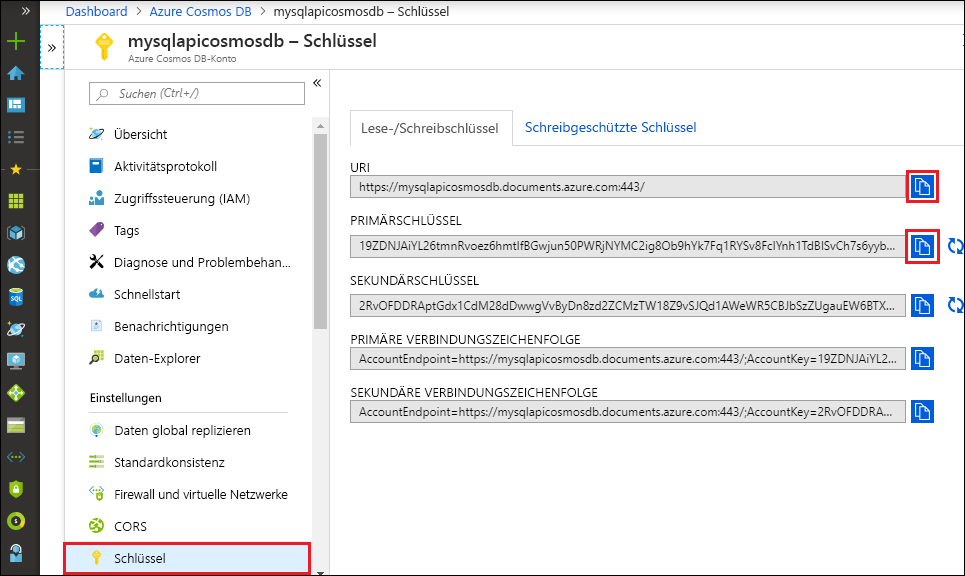 Dashboard > Azure Cosmos DB > mysqlapicosmosdb – Schlüssel
mysqlapicosmosdb – Schlüssel
Azure Cosmos DB-Konto
Suchen (Ctrl+/)
Übersicht
Aktivitätsprotokoll
Zugriffssteuerung (IAM)
Tags
Diagnose und Problembehan...
Schnellstart
Benachrichtigungen
Daten-Explorer
Einstellungen
Daten global replizieren
Standardkonsistenz
Firewall und virtuelle Netzwerke
CORS
Schlüssel
Lese-/Schreibschlüssel
Schreibgeschützte Schlüssel
URI
https://mysqlapicosmosdb.documents.azure.com:443/
PRIMÄRSCHLÜSSEL
19ZDNJAiYL26tmnRvoez6hmtIfBGwjun50PWRjNYMC2ig8Ob9hYk7Fq1RYSv8FcIYnh1TdBISvCh7s6yyb...
SEKUNDÄRSCHLÜSSEL
2RvOFDDRAptGdx1CdM28dDwwgVvByDn8zd2ZCMzTW18Z9vSJQd1AWeWR5CBJbSzZUgauEW6BTX...
PRIMÄRE VERBINDUNGSZEICHENFOLGE
AccountEndpoint=https://mysqlapicosmosdb.documents.azure.com:443/;AccountKey=19ZDNJAiYL2...
SEKUNDÄRE VERBINDUNGSZEICHENFOLGE
AccountEndpoint=https://mysqlapicosmosdb.documents.azure.com:443/;AccountKey=2RvOFDDRA...